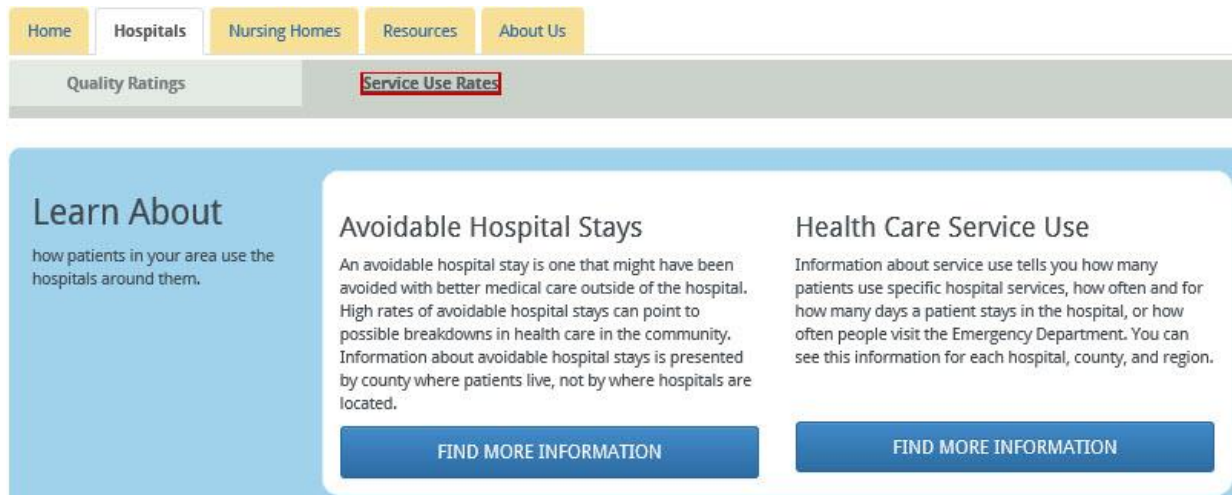 Home Hospitals Nursing Homes Resources About Us
Quality Ratings Service Use Rates
Learn About
how patients in your area use the
hospitals around them.
Avoidable Hospital Stays
An avoidable hospital stay is one that might have been
avoided with better medical care outside of the hospital.
High rates of avoidable hospital stays can point to
possible breakdowns in health care in the community.
Information about avoidable hospital stays is presented
by county where patients live, not by where hospitals are
located.
FIND MORE INFORMATION
Health Care Service Use
Information about service use tells you how many
patients use specific hospital services, how often and for
how many days a patient stays in the hospital, or how
often people visit the Emergency Department. You can
see this information for each hospital, county, and region.
FIND MORE INFORMATION